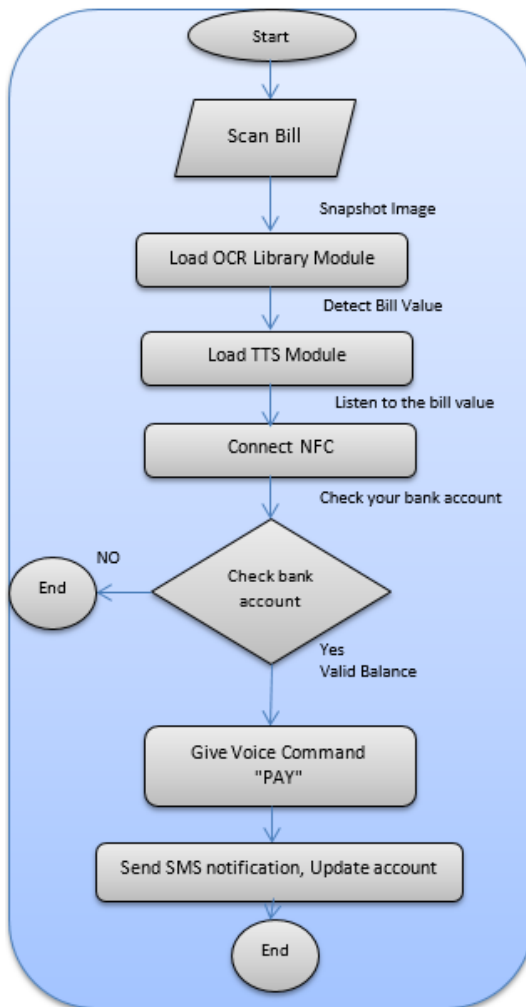 Start
Scan Bill
Snapshot Image
Load OCR Library Module
Detect Bill Value
Load TTS Module
Listen to the bill value
Connect NFC
Check your bank account
NO
End
Check bank
account
Yes
Valid Balance
Give Voice Command
"PAY"
Send SMS notification, Update account
End